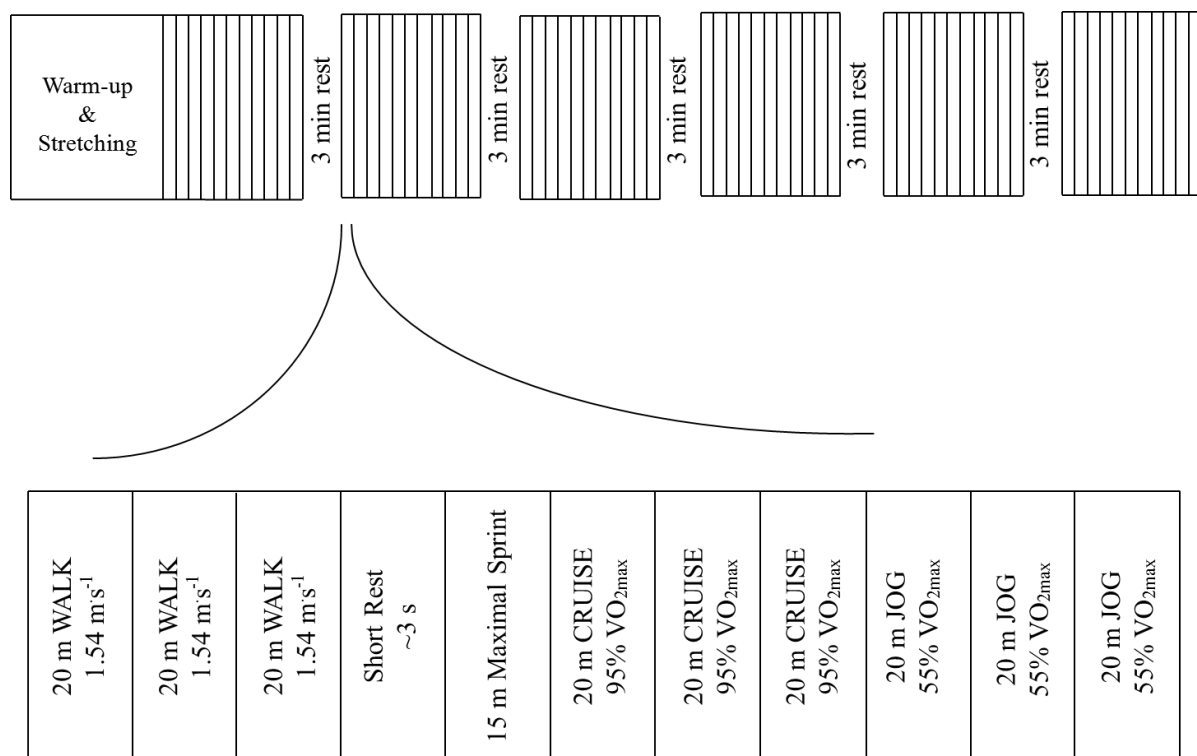 Warm-up
&
Stretching
3 min rest
3 min rest
3 min rest
3 min rest
3 min rest
20 m WALK
1.54 m·s⁻¹
20 m WALK
1.54 m·s⁻¹
20 m WALK
1.54 m·s⁻¹
Short Rest
~3 s
15 m Maximal Sprint
20 m CRUISE
95% VO₂max
20 m CRUISE
95% VO₂max
20 m CRUISE
95% VO₂max
20 m JOG
55% VO₂max
20 m JOG
55% VO₂max
20 m JOG
55% VO₂max